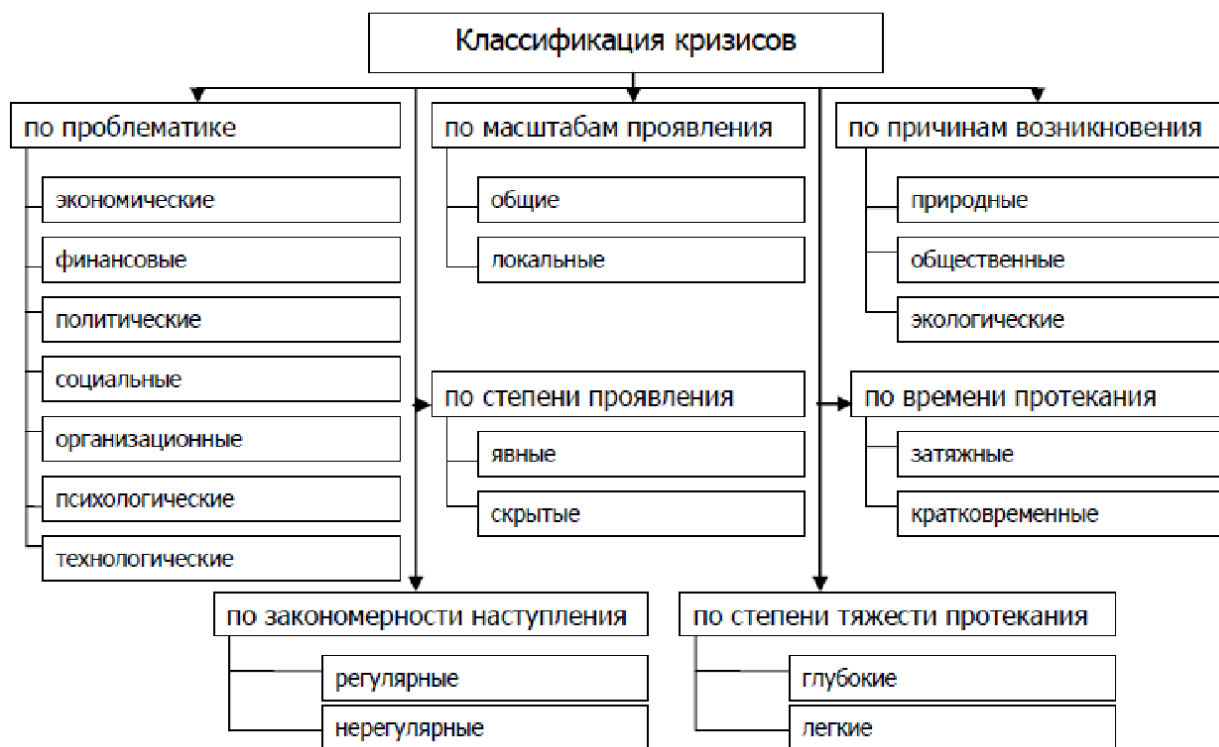 Классификация кризисов
по проблематике
экономические
финансовые
политические
социальные
организационные
психологические
технологические
по масштабам проявления
общие
локальные
по причинам возникновения
природные
общественные
экологические
по степени проявления
явные
скрытые
по времени протекания
затяжные
кратковременные
по закономерности наступления
регулярные
нерегулярные
по степени тяжести протекания
глубокие
легкие